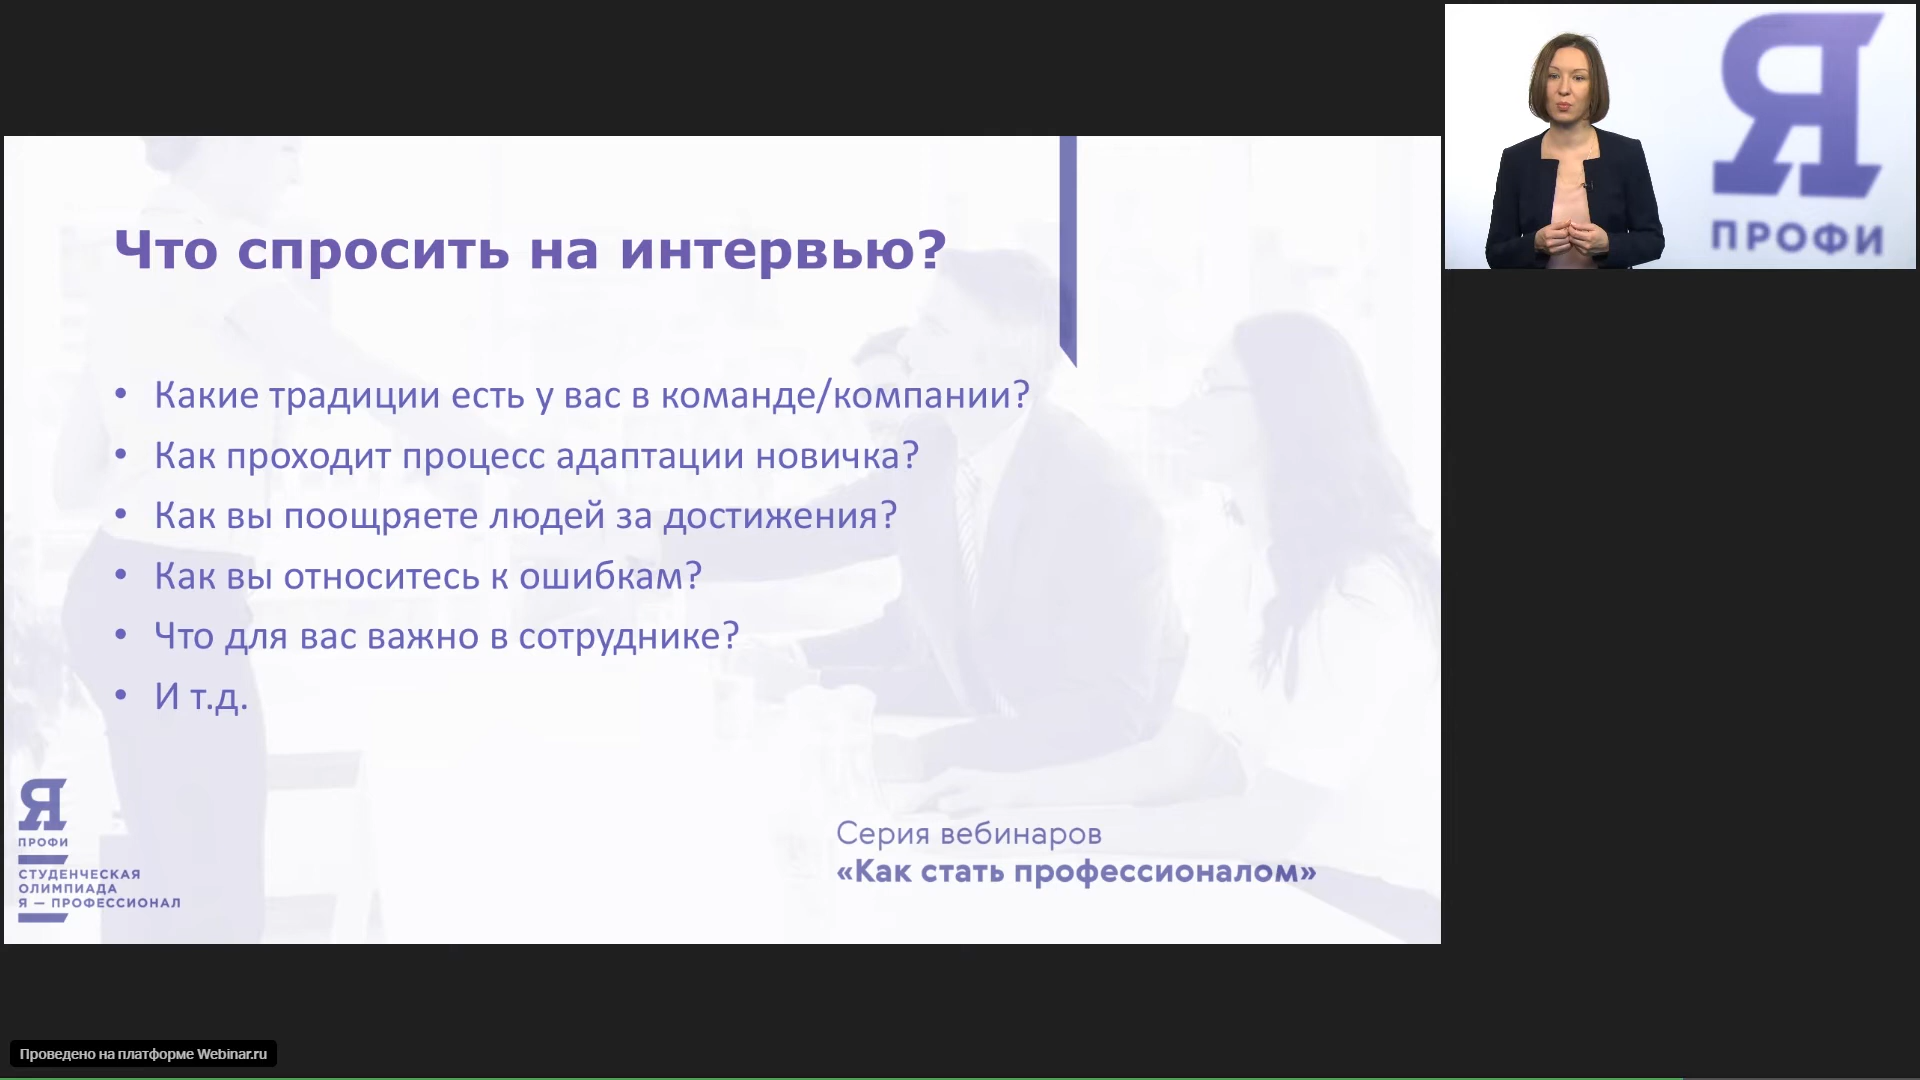 Что спросить на интервью?
• Какие традиции есть у вас в команде/компании?
• Как проходит процесс адаптации новичка?
• Как вы поощряете людей за достижения?
• Как вы относитесь к ошибкам?
• Что для вас важно в сотруднике?
• И т.д.
Я
ПРОФИ
СТУДЕНЧЕСКАЯ
ОЛИМПИАДА
Я — ПРОФЕССИОНАЛ
Серия вебинаров
«Как стать профессионалом»
Я
ПРОФИ
Проведено на платформе Webinar.ru